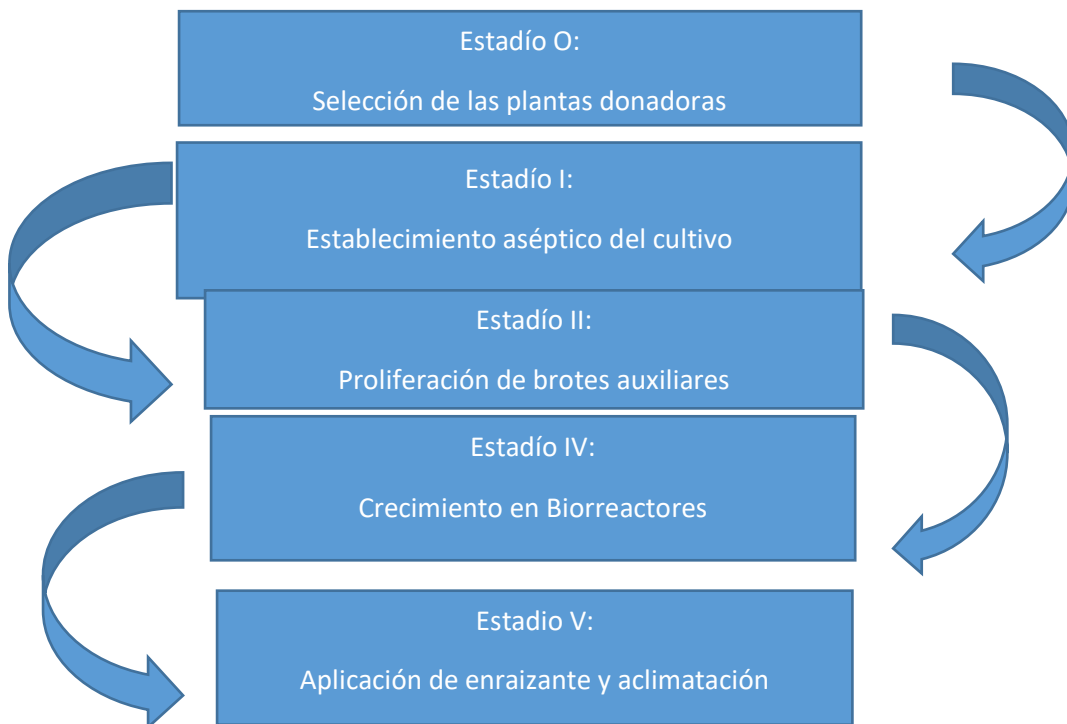 Estadío O:
Selección de las plantas donadoras
Estadío I:
Establecimiento aséptico del cultivo
Estadío II:
Proliferación de brotes auxiliares
Estadío IV:
Crecimiento en Biorreactores
Estadio V:
Aplicación de enraizante y aclimatación